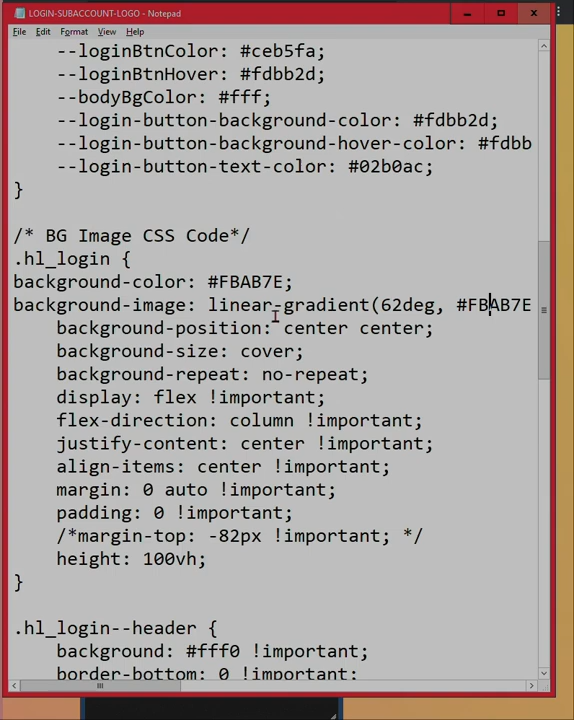 LOGIN-SUBACCOUNT-LOGO - Notepad
File Edit Format View Help
--loginBtnColor: #ceb5fa;
--loginBtnHover: #fdbb2d;
--bodyBgColor: #fff;
--login-button-background-color: #fdbb2d;
--login-button-background-hover-color: #fdbb
--login-button-text-color: #02b0ac;
}
/* BG Image CSS Code*/
.hl_login {
background-color: #FBAB7E;
background-image: linear-gradient(62deg, #FBAB7E
background-position: center center;
background-size: cover;
background-repeat: no-repeat;
display: flex !important;
flex-direction: column !important;
justify-content: center !important;
align-items: center !important;
margin: 0 auto !important;
padding: 0 !important;
/*margin-top: -82px !important; */
height: 100vh;
}
.hl_login--header {
background: #fff0 !important;
border-bottom: 0 !important;